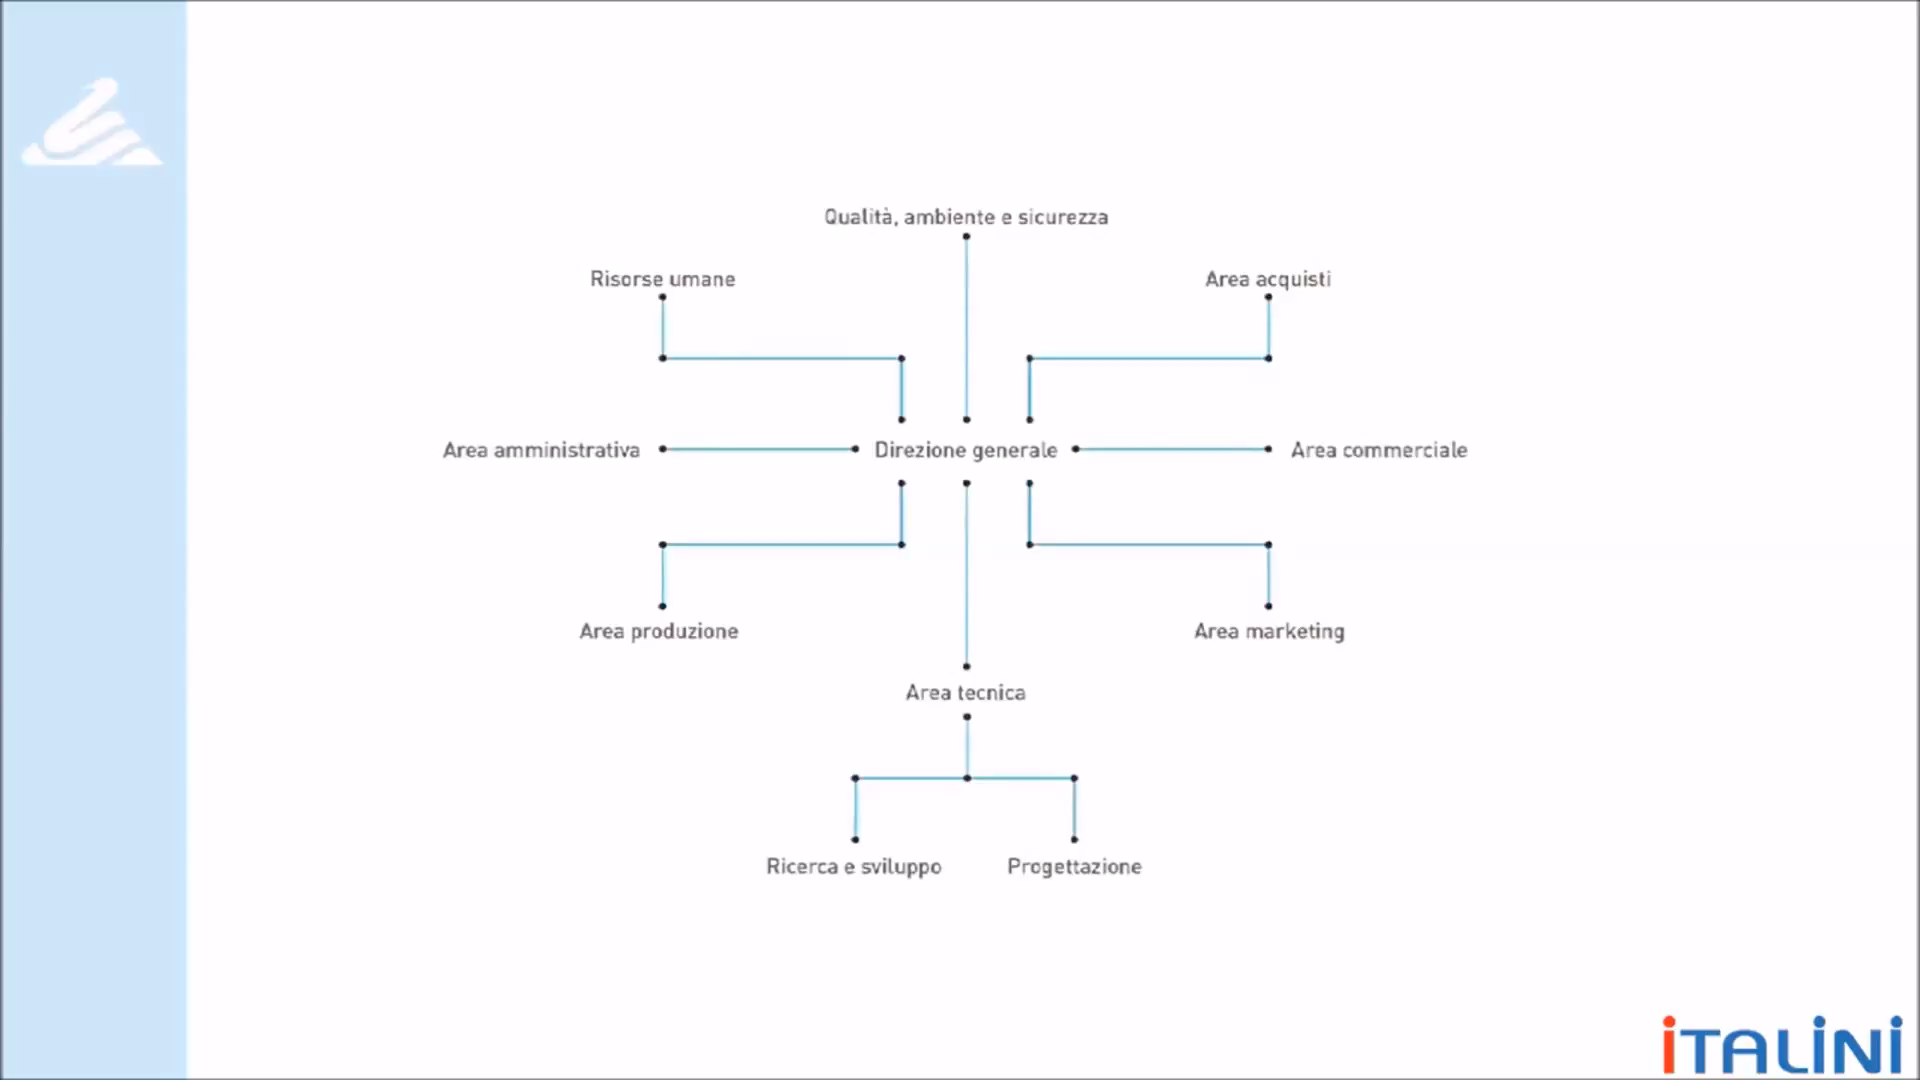 Qualità, ambiente e sicurezza
Risorse umane
Area acquisti
Area amministrativa
Direzione generale
Area commerciale
Area produzione
Area marketing
Area tecnica
Ricerca e sviluppo
Progettazione
iTALiNi